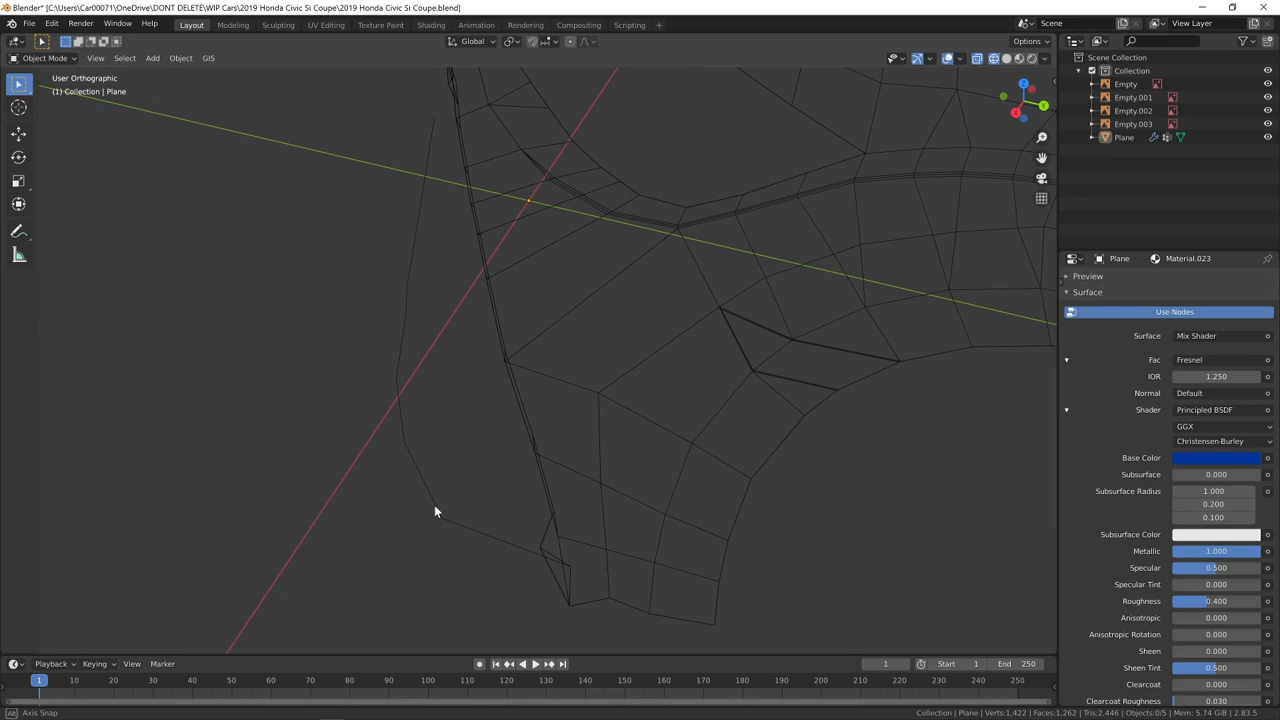 Blender* [C:\Users\Car00071\OneDrive\DONT DELETE\WIP Cars\2019 Honda Civic Si Coupe\2019 Honda Civic Si Coupe.blend]
File Edit Render Window Help Layout Modeling Sculpting UV Editing Texture Paint Shading Animation Rendering Compositing Scripting Scene View Layer
Global Options
Object Mode View Select Add Object GIS
User Orthographic
(1) Collection | Plane
Z
Y
X
Scene Collection
Collection
Empty
Empty.001
Empty.002
Empty.003
Plane
Plane Material.023
Preview
Surface
Use Nodes
Surface Mix Shader
Fac Fresnel
IOR 1.250
Normal Default
Shader Principled BSDF
GGX
Christensen-Burley
Base Color
Subsurface 0.000
Subsurface Radius 1.000
0.200
0.100
Subsurface Color
Metallic 1.000
Specular 0.500
Specular Tint 0.000
Roughness 0.400
Anisotropic 0.000
Anisotropic Rotation 0.000
Sheen 0.000
Sheen Tint 0.500
Clearcoat 0.000
Clearcoat Roughness 0.030
Playback Keying View Marker 1 Start 1 End 250
1 10 20 30 40 50 60 70 80 90 100 110 120 130 140 150 160 170 180 190 200 210 220 230 240 250
Axis Snap Collection | Plane | Verts:1,422 | Faces:1,262 | Tris:2,446 | Objects:0/5 | Mem: 5.74 GiB | 2.83.5